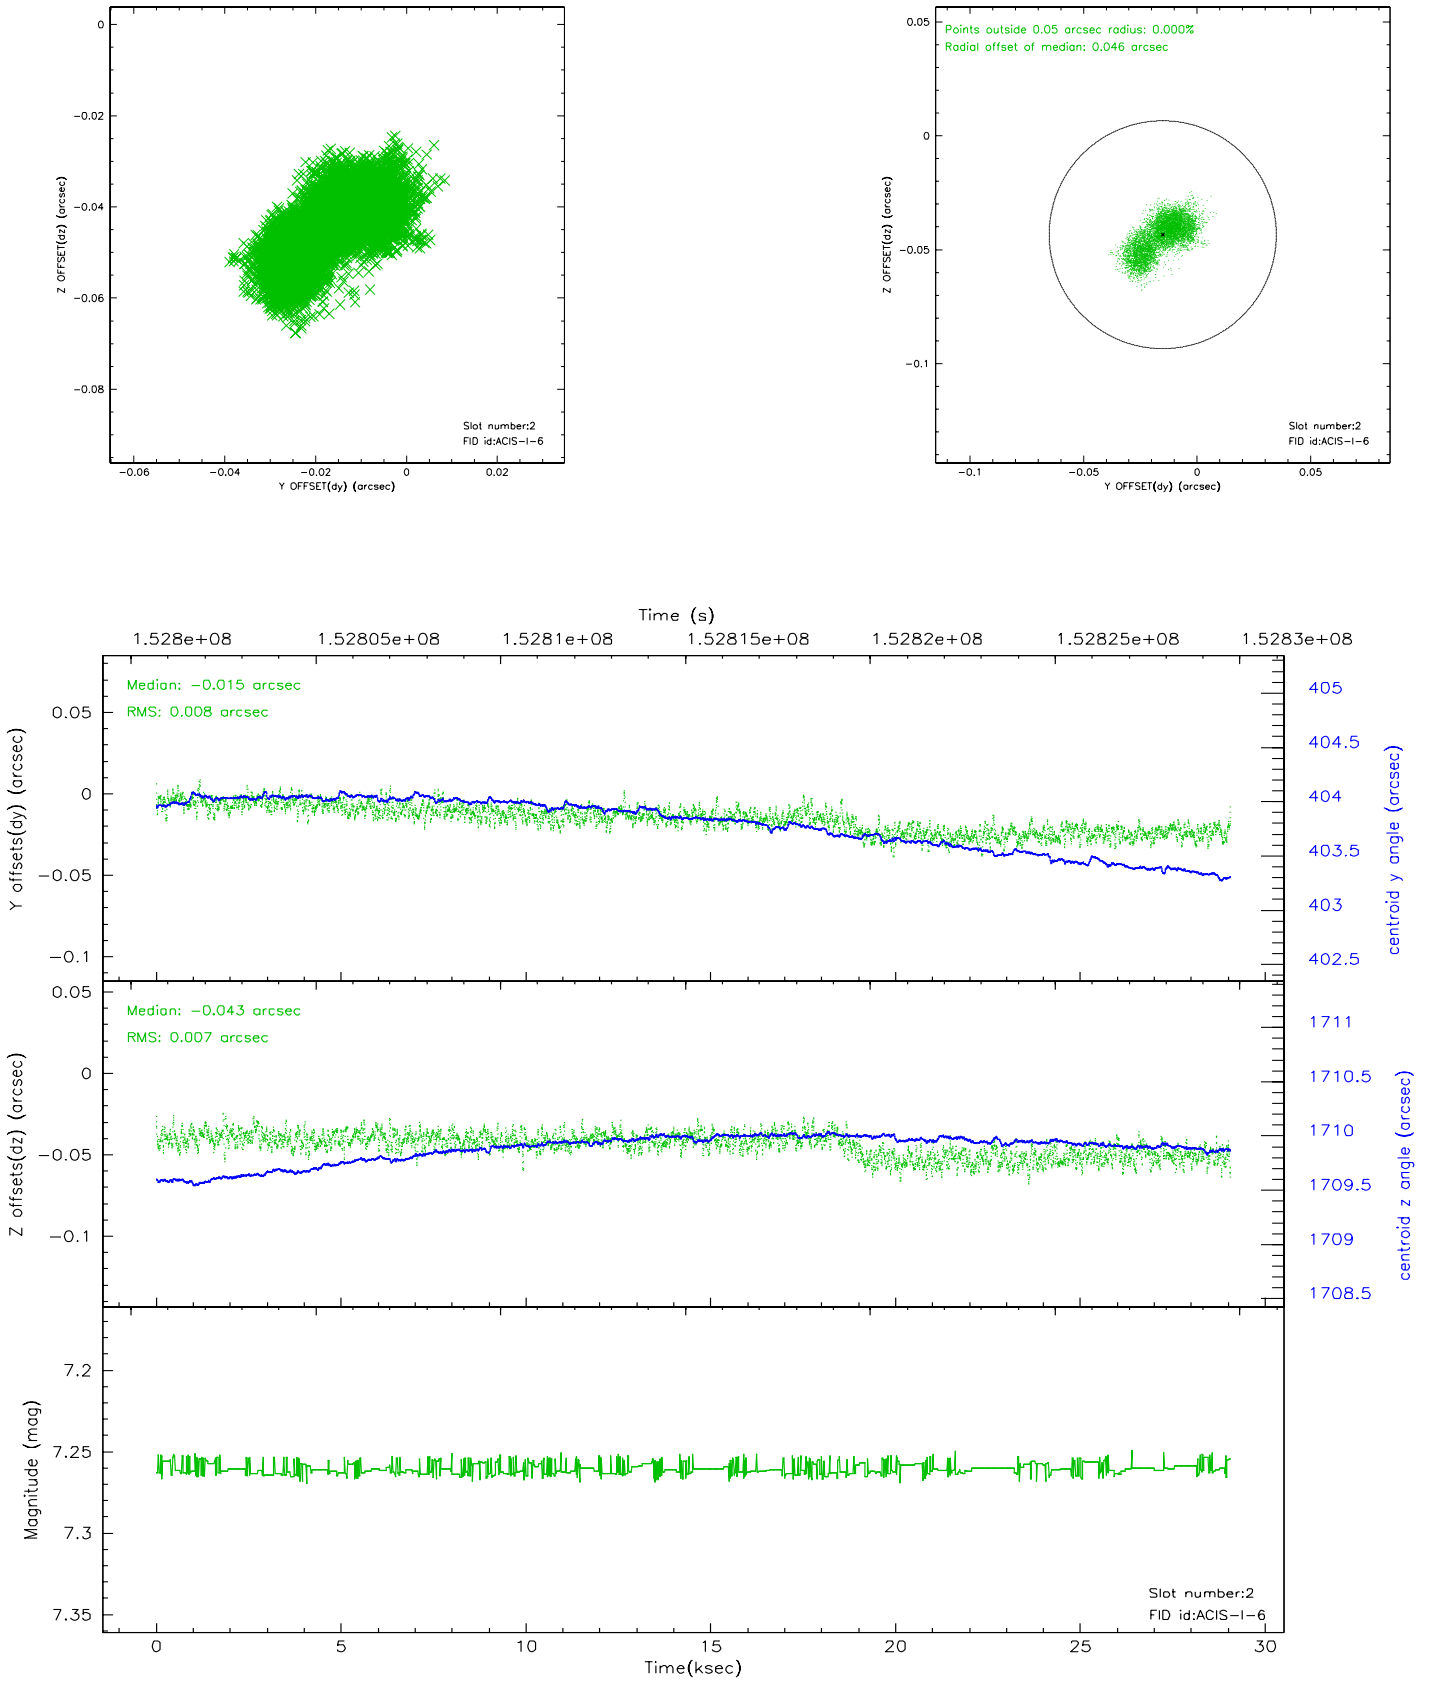 0
-0.02
-0.04
-0.06
-0.08
Z OFFSET(dz) (arcsec)
Slot number:2
FID id:ACIS-I-6
-0.06 -0.04 -0.02 0 0.02
Y OFFSET(dy) (arcsec)
0.05
0
-0.05
-0.1
Z OFFSET(dz) (arcsec)
Points outside 0.05 arcsec radius: 0.000%
Radial offset of median: 0.046 arcsec
Slot number:2
FID id:ACIS-I-6
-0.1 -0.05 0 0.05
Y OFFSET(dy) (arcsec)
Time (s)
1.528e+08 1.52805e+08 1.5281e+08 1.52815e+08 1.5282e+08 1.52825e+08 1.5283e+08
Median: -0.015 arcsec
RMS: 0.008 arcsec
0.05
0
-0.05
-0.1
Y offsets(dy) (arcsec)
405
404.5
404
403.5
403
402.5
centroid y angle (arcsec)
Median: -0.043 arcsec
RMS: 0.007 arcsec
0.05
0
-0.05
-0.1
Z offsets(dz) (arcsec)
1711
1710.5
1710
1709.5
1709
1708.5
centroid z angle (arcsec)
7.2
7.25
7.3
7.35
Magnitude (mag)
Slot number:2
FID id:ACIS-I-6
0 5 10 15 20 25 30
Time(ksec)